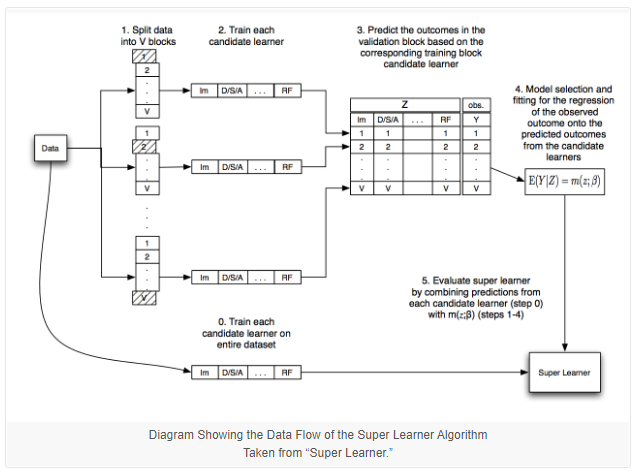 1. Split data
into V blocks
2. Train each
candidate learner
3. Predict the outcomes in the
validation block based on the
corresponding training block
candidate learner
4. Model selection and
fitting for the regression
of the observed
outcome onto the
predicted outcomes
from the candidate
learners
Data
1
2
.
.
V
1
2
.
.
V
.
.
.
1
2
.
.
V
lm D/S/A ... RF
lm D/S/A ... RF
lm D/S/A ... RF
Z obs.
lm D/S/A ... RF Y
1 1 1 1
2 2 2 2
. . . .
. . . .
V V V V
E(Y|Z) = m(z;β)
5. Evaluate super learner
by combining predictions from
each candidate learner (step 0)
with m(z;β) (steps 1-4)
0. Train each
candidate learner on
entire dataset
lm D/S/A ... RF
Super Learner
Diagram Showing the Data Flow of the Super Learner Algorithm
Taken from “Super Learner.”